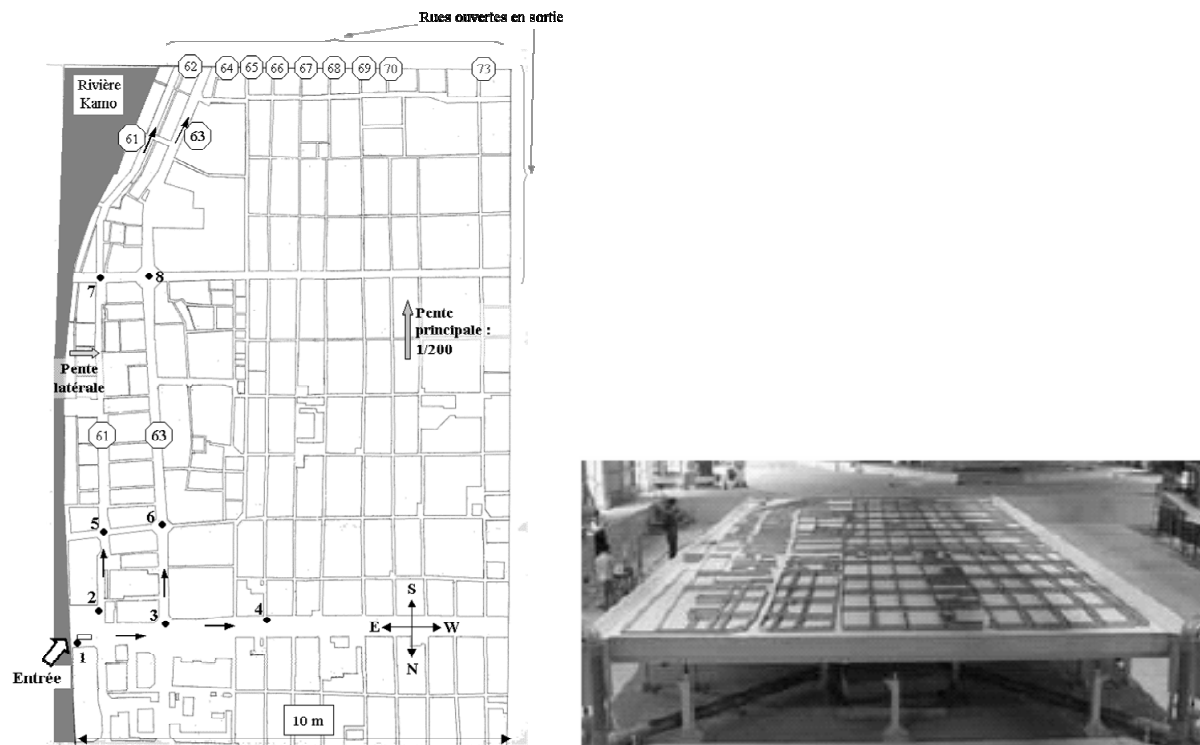 Rues ouvertes en sortie
62 64 65 66 67 68 69 70 73
Rivière
Kamo
61 63
7 8
Pente
principale :
1/200
Pente
latérale
61 63
5 6
2
3 4
S
E W
N
1
Entrée
10 m